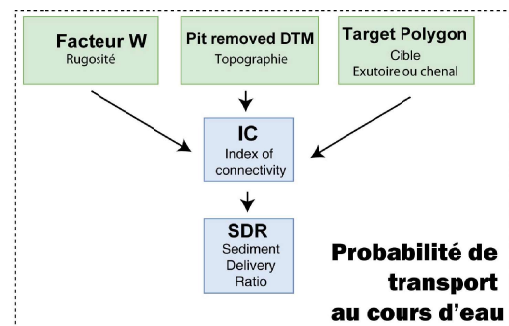 Facteur W
Rugosité
Pit removed DTM
Topographie
Target Polygon
Cible
Exutoire ou chenal
IC
Index of
connectivity
SDR
Sediment
Delivery
Ratio
Probabilité de
transport
au cours d'eau